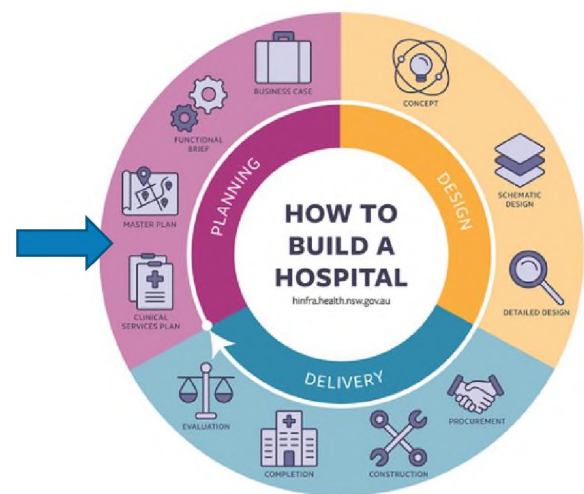 BUSINESS CASE
CONCEPT
FUNCTIONAL
BRIEF
PLANNING
DESIGN
SCHEMATIC
DESIGN
MASTER PLAN
HOW TO
BUILD A
HOSPITAL
hinfra.health.nsw.gov.au
CLINICAL
SERVICES PLAN
DETAILED DESIGN
DELIVERY
EVALUATION
PROCUREMENT
COMPLETION
CONSTRUCTION